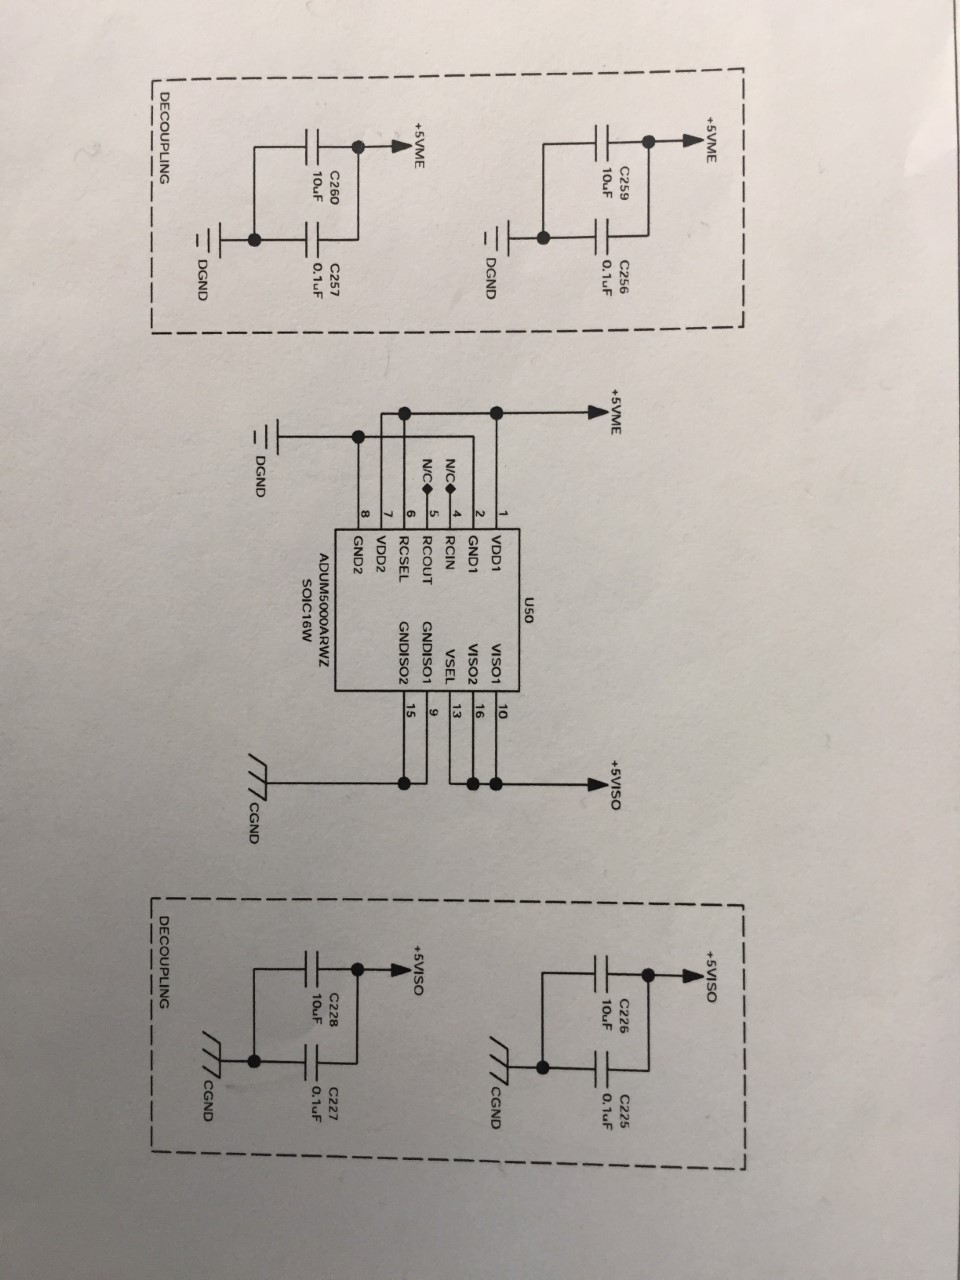 +5VME
C259
10uF
C256
0.1uF
DGND
+5VME
C260
10uF
C257
0.1uF
DGND
DECOUPLING
+5VME
U50
1
VDD1
VISO1
10
2
GND1
VISO2
16
N/C
4
RCIN
VSEL
13
N/C
5
RCOUT
GNDISO1
9
6
RCSEL
GNDISO2
15
7
VDD2
8
GND2
DGND
ADUM5000ARWZ
SOIC16W
+5VISO
CGND
+5VISO
C226
10uF
C225
0.1uF
CGND
+5VISO
C228
10uF
C227
0.1uF
CGND
DECOUPLING